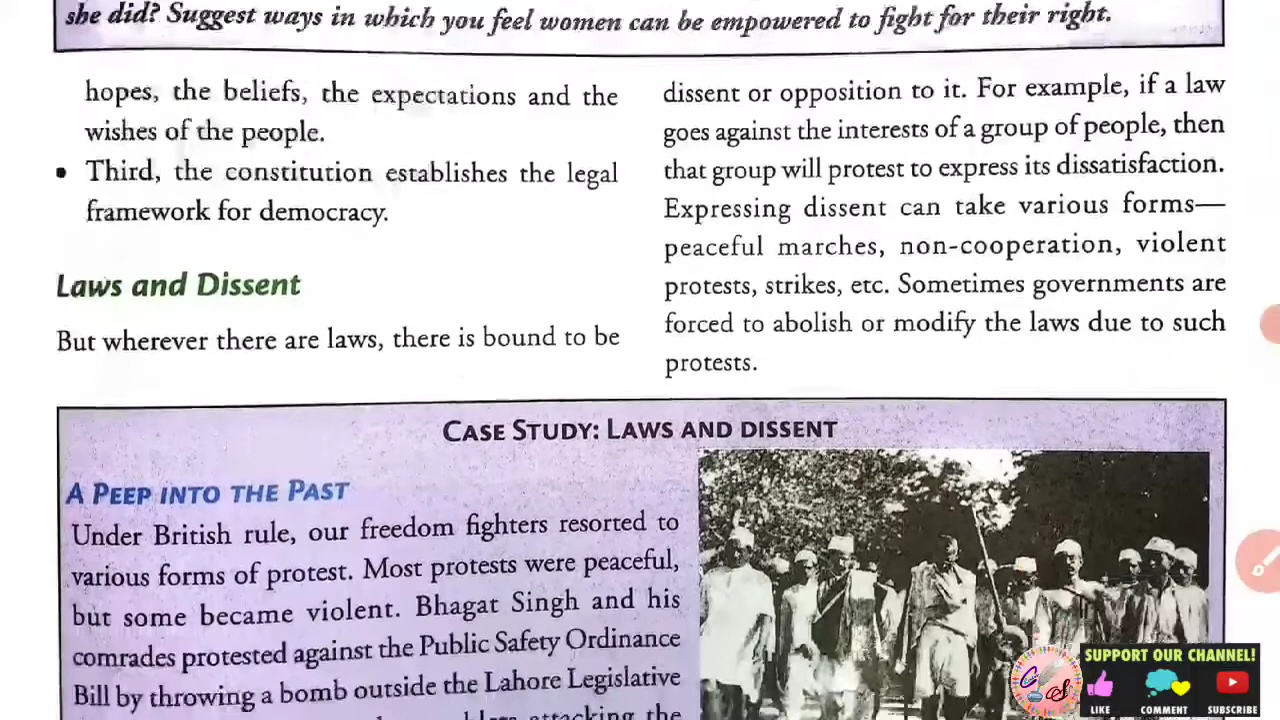 she did? Suggest ways in which you feel women can be empowered to fight for their right.
hopes, the beliefs, the expectations and the
wishes of the people.
• Third, the constitution establishes the legal
framework for democracy.
Laws and Dissent
But wherever there are laws, there is bound to be
dissent or opposition to it. For example, if a law
goes against the interests of a group of people, then
that group will protest to express its dissatisfaction.
Expressing dissent can take various forms—
peaceful marches, non-cooperation, violent
protests, strikes, etc. Sometimes governments are
forced to abolish or modify the laws due to such
protests.
CASE STUDY: LAWS AND DISSENT
A PEEP INTO THE PAST
Under British rule, our freedom fighters resorted to
various forms of protest. Most protests were peaceful,
but some became violent. Bhagat Singh and his
comrades protested against the Public Safety Ordinance
Bill by throwing a bomb outside the Lahore Legislative
attacking the
SUPPORT OUR CHANNEL!
LIKE COMMENT SUBSCRIBE